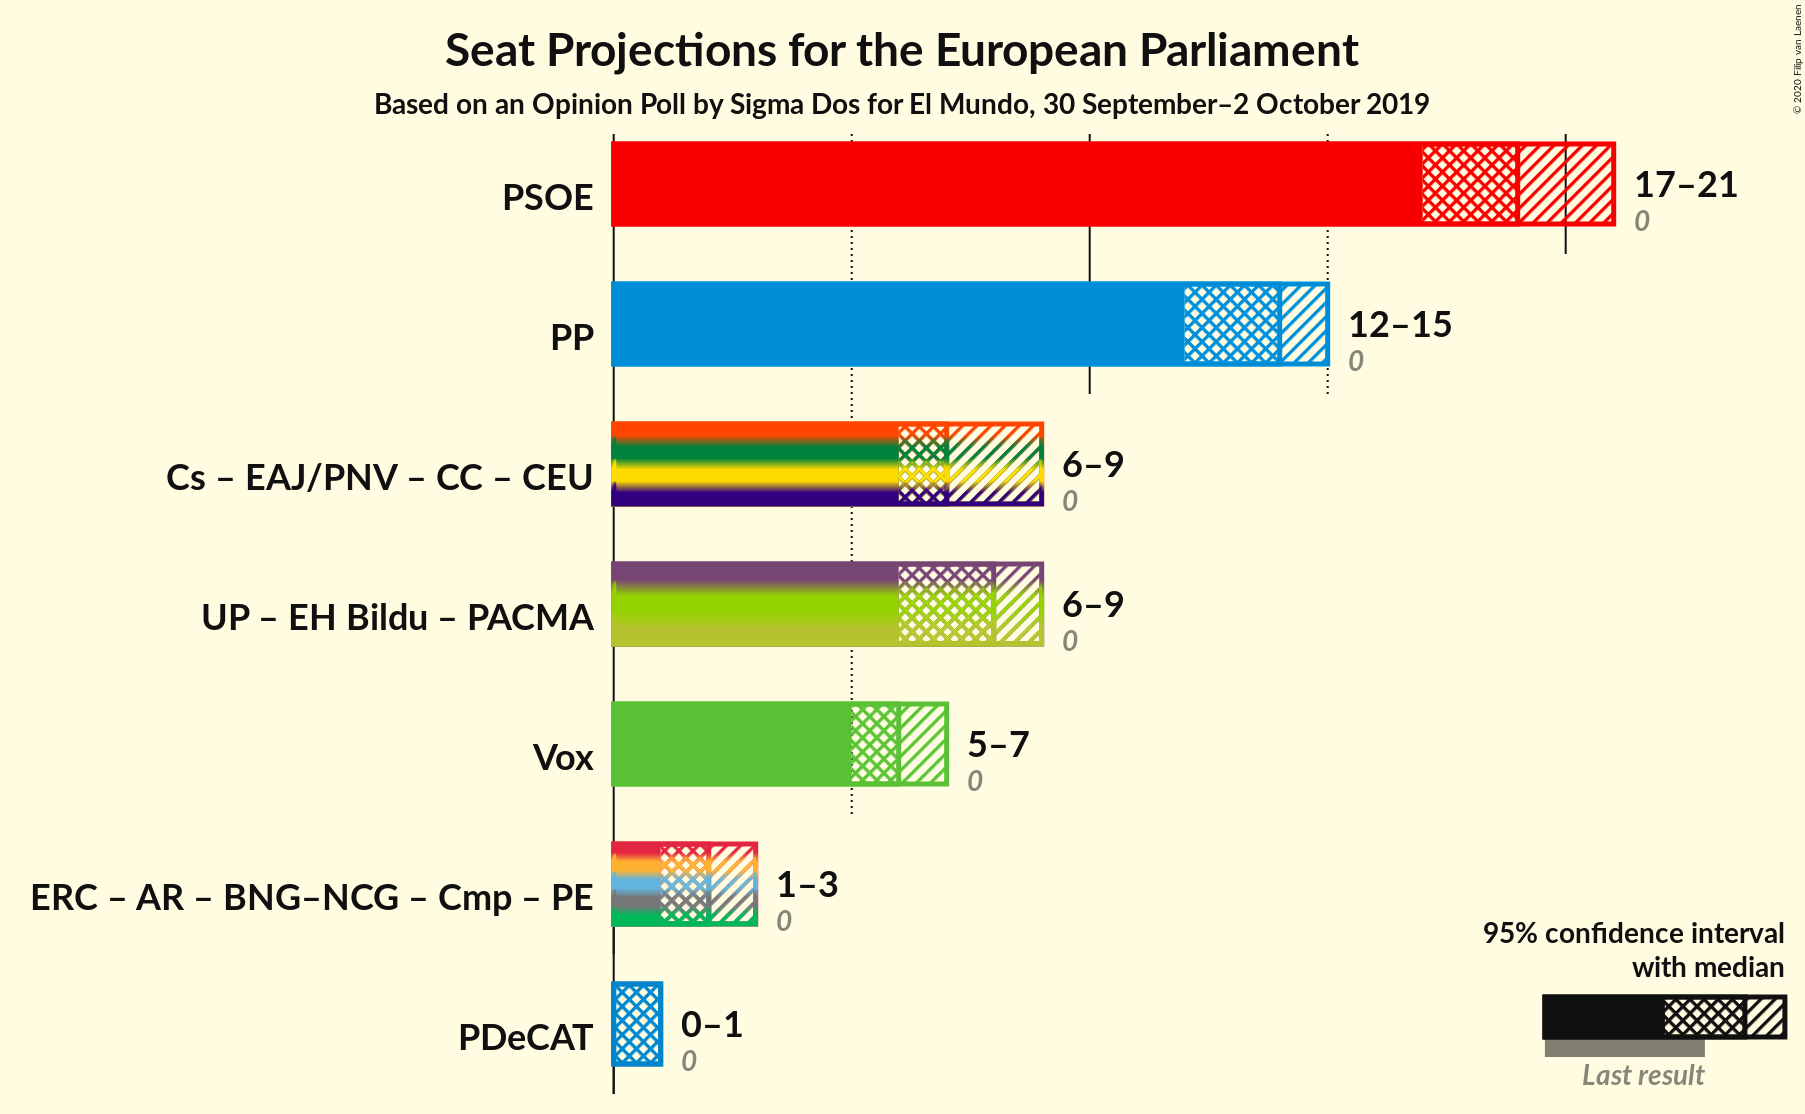 Seat Projections for the European Parliament
Based on an Opinion Poll by Sigma Dos for El Mundo, 30 September–2 October 2019
© 2020 Filip van Laenen
PSOE
17–21
0
PP
12–15
0
Cs – EAJ/PNV – CC – CEU
6–9
0
UP – EH Bildu – PACMA
6–9
0
Vox
5–7
0
ERC – AR – BNG–NCG – Cmp – PE
1–3
0
PDeCAT
0–1
0
95% confidence interval
with median
Last result